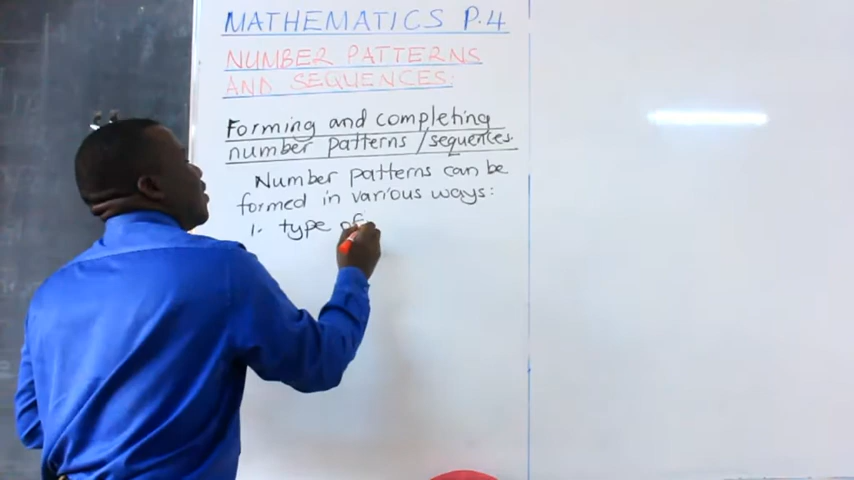 MATHEMATICS P.4
NUMBER PATTERNS
AND SEQUENCES:
Forming and completing
number patterns /sequences.
Number patterns can be
formed in various ways:
1. type of